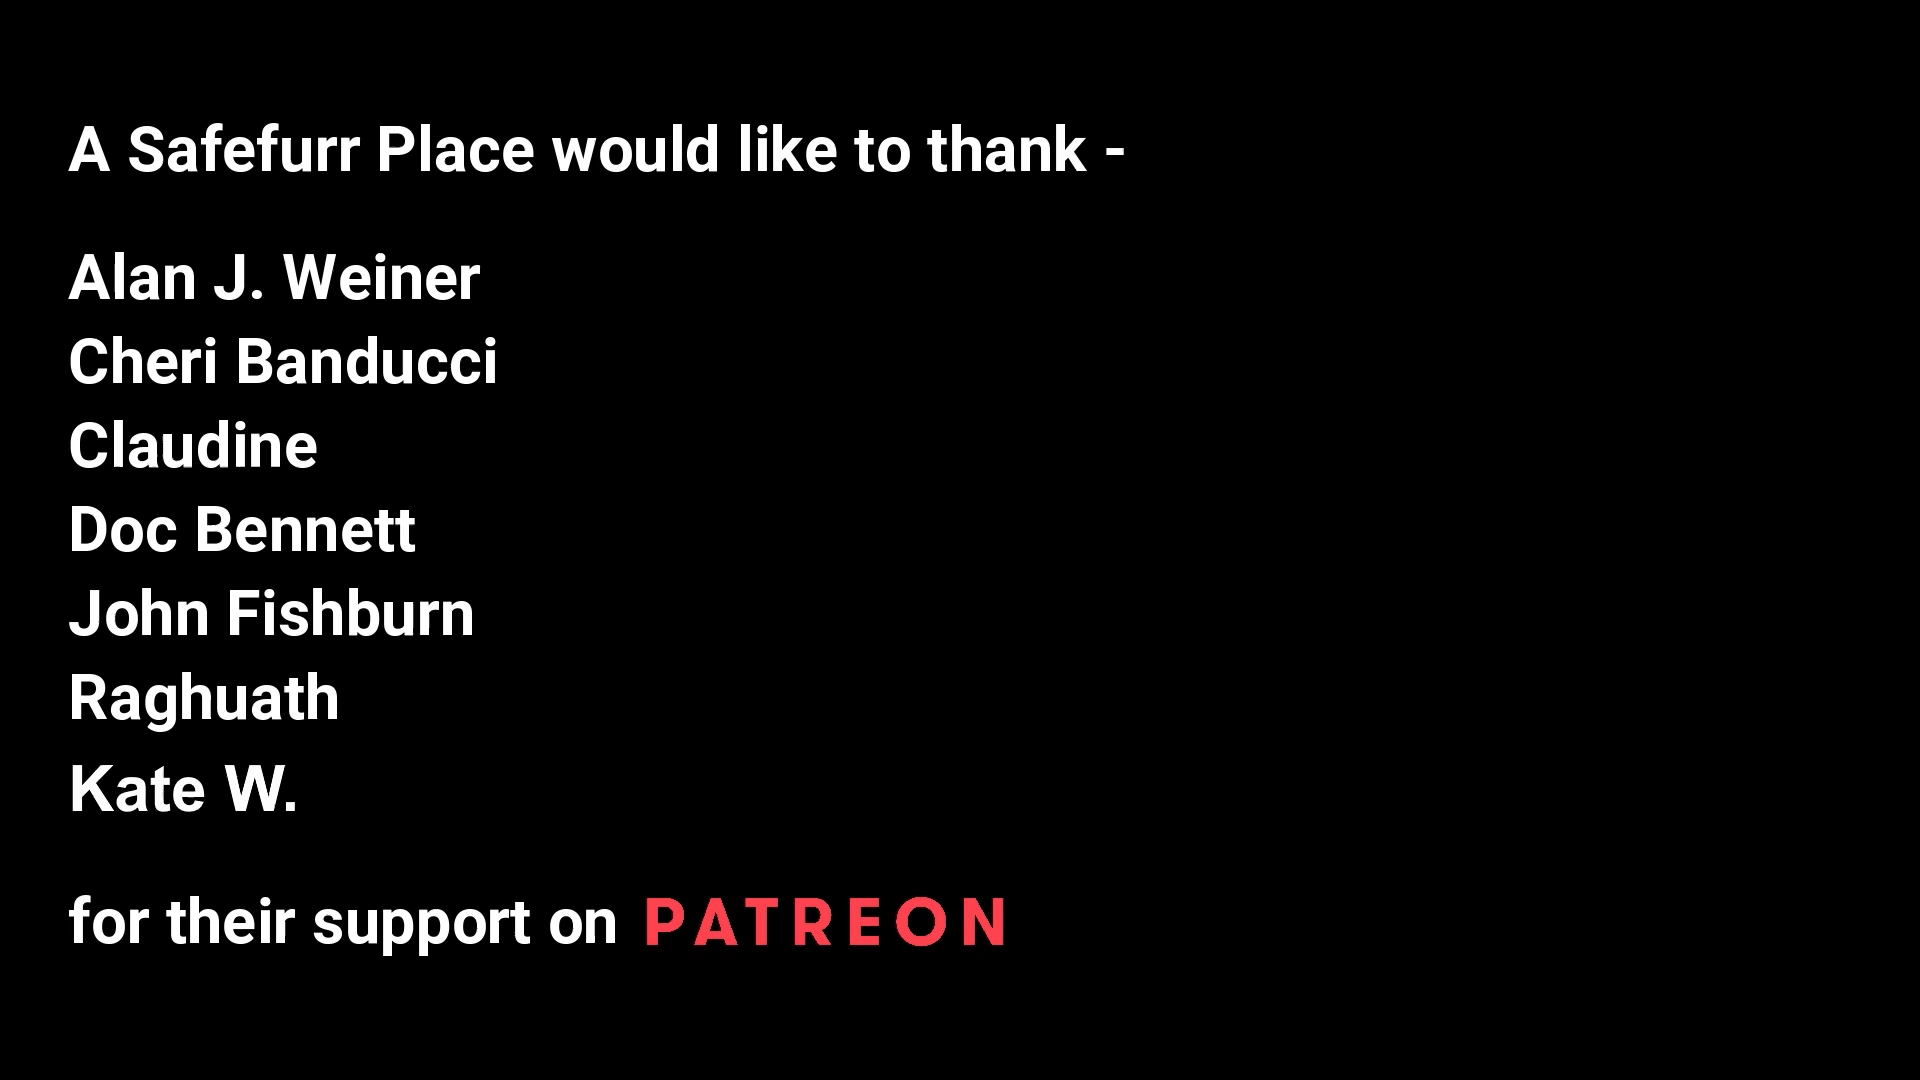 A Safefurr Place would like to thank -
Alan J. Weiner
Cheri Banducci
Claudine
Doc Bennett
John Fishburn
Raghuath
Kate W.
for their support on PATREON